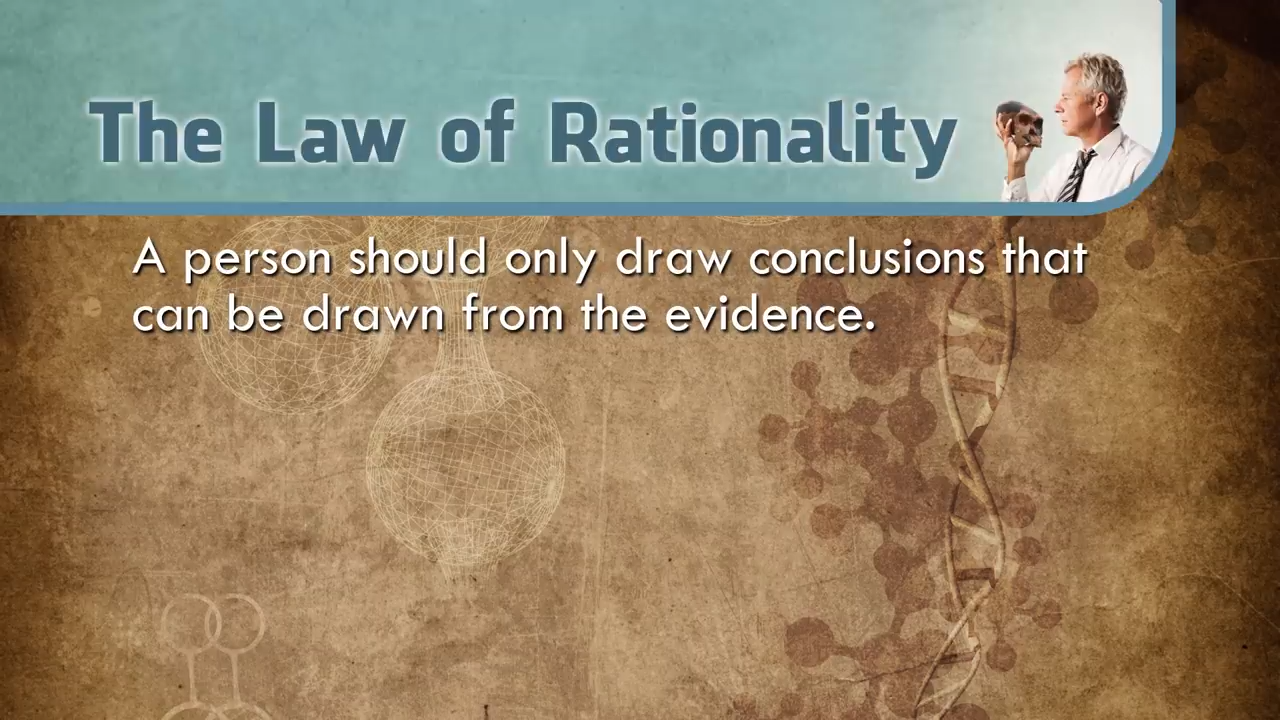 The Law of Rationality
A person should only draw conclusions that
can be drawn from the evidence.